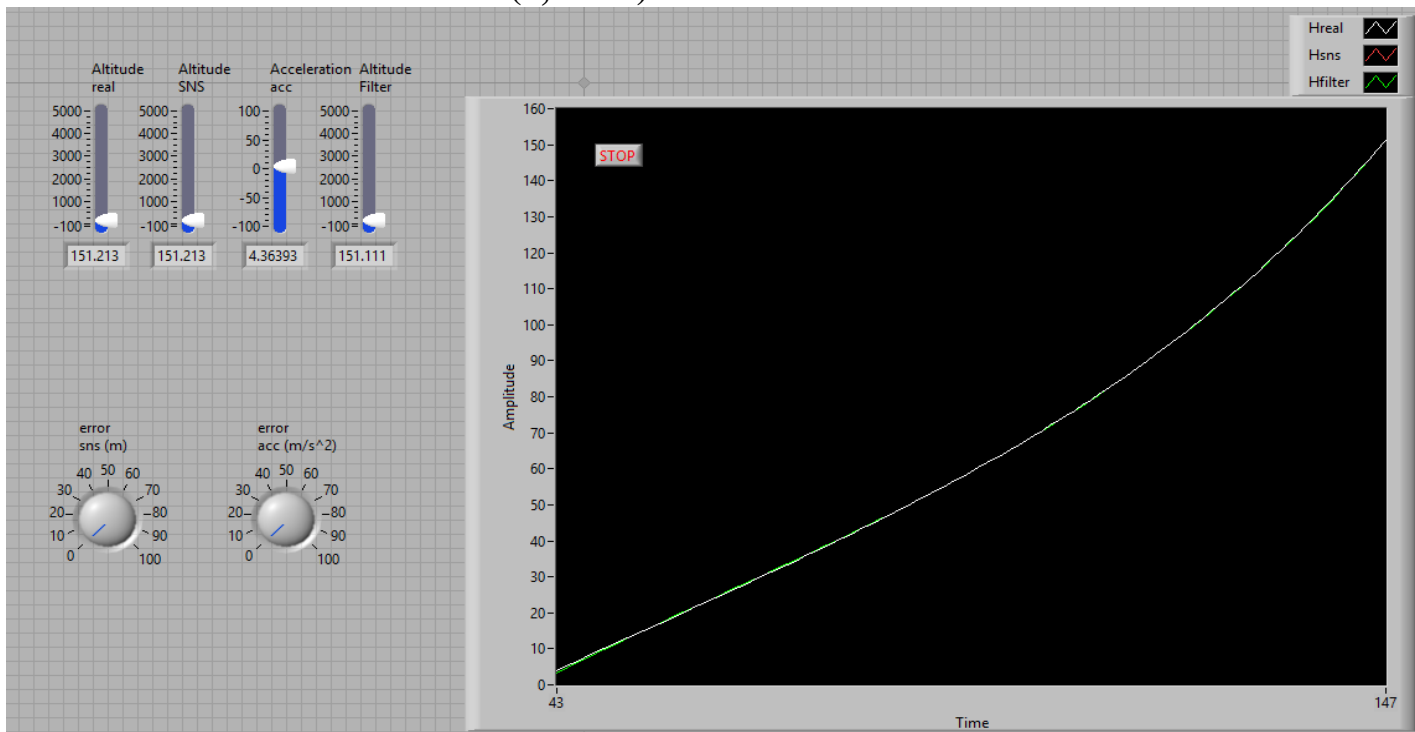 Hreal
Hsns
Hfilter
Altitude real
Altitude SNS
Acceleration acc
Altitude Filter
5000
4000
3000
2000
1000
-100
151.213
5000
4000
3000
2000
1000
-100
151.213
100
50
0
-50
-100
4.36393
5000
4000
3000
2000
1000
-100
151.111
error
sns (m)
0 10 20 30 40 50 60 70 80 90 100
error
acc (m/s^2)
0 10 20 30 40 50 60 70 80 90 100
STOP
Amplitude
160
150
140
130
120
110
100
90
80
70
60
50
40
30
20
10
0
43 147
Time